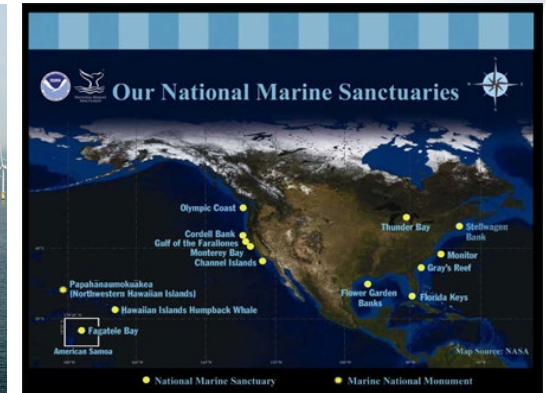 Our National Marine Sanctuaries
Olympic Coast
Cordell Bank
Gulf of the Farallones
Monterey Bay
Channel Islands
Thunder Bay
Stellwagen
Bank
Monitor
Gray's Reef
Flower Garden
Banks
Florida Keys
Papahānaumokuākea
(Northwestern Hawaiian Islands)
Hawaiian Islands Humpback Whale
Fagatele Bay
American Samoa
Map Source: NASA
National Marine Sanctuary
Marine National Monument